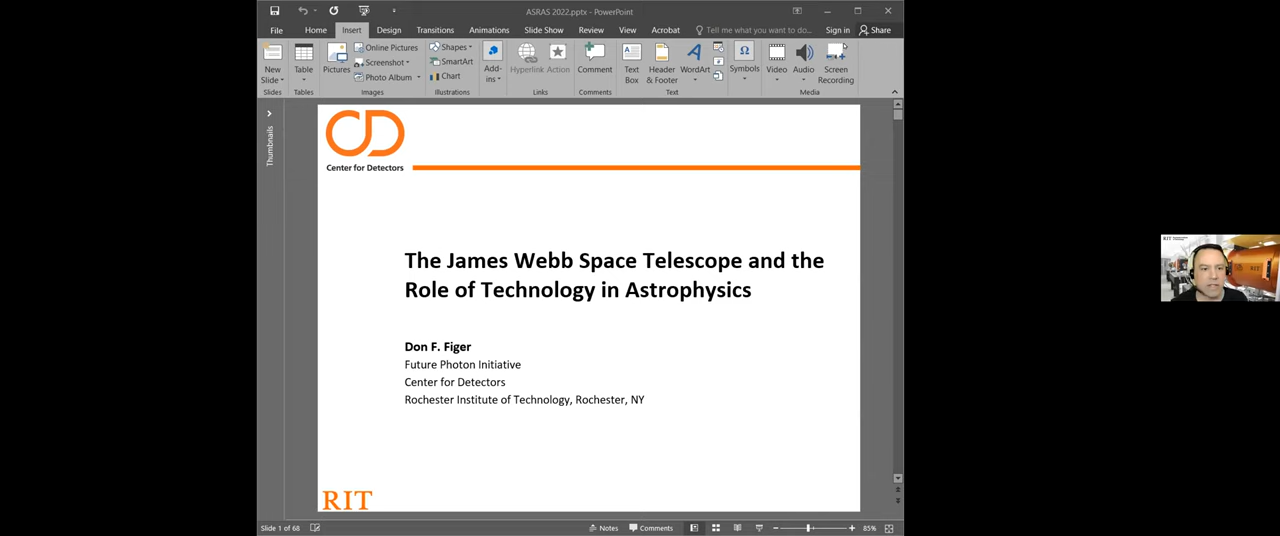 ASRAS 2022.pptx - PowerPoint
File Home Insert Design Transitions Animations Slide Show Review View Acrobat Tell me what you want to do... Sign in Share
New Slide
Slides
Table
Tables
Pictures
Online Pictures
Screenshot
Photo Album
Images
Shapes
SmartArt
Chart
Illustrations
Add-ins
Hyperlink Action
Links
Comment
Comments
Text Box
Header & Footer
WordArt
Text
Symbols
Video
Audio
Screen Recording
Media
Thumbnails
Center for Detectors
The James Webb Space Telescope and the
Role of Technology in Astrophysics
Don F. Figer
Future Photon Initiative
Center for Detectors
Rochester Institute of Technology, Rochester, NY
RIT
RIT
Slide 1 of 68 Notes Comments 85%